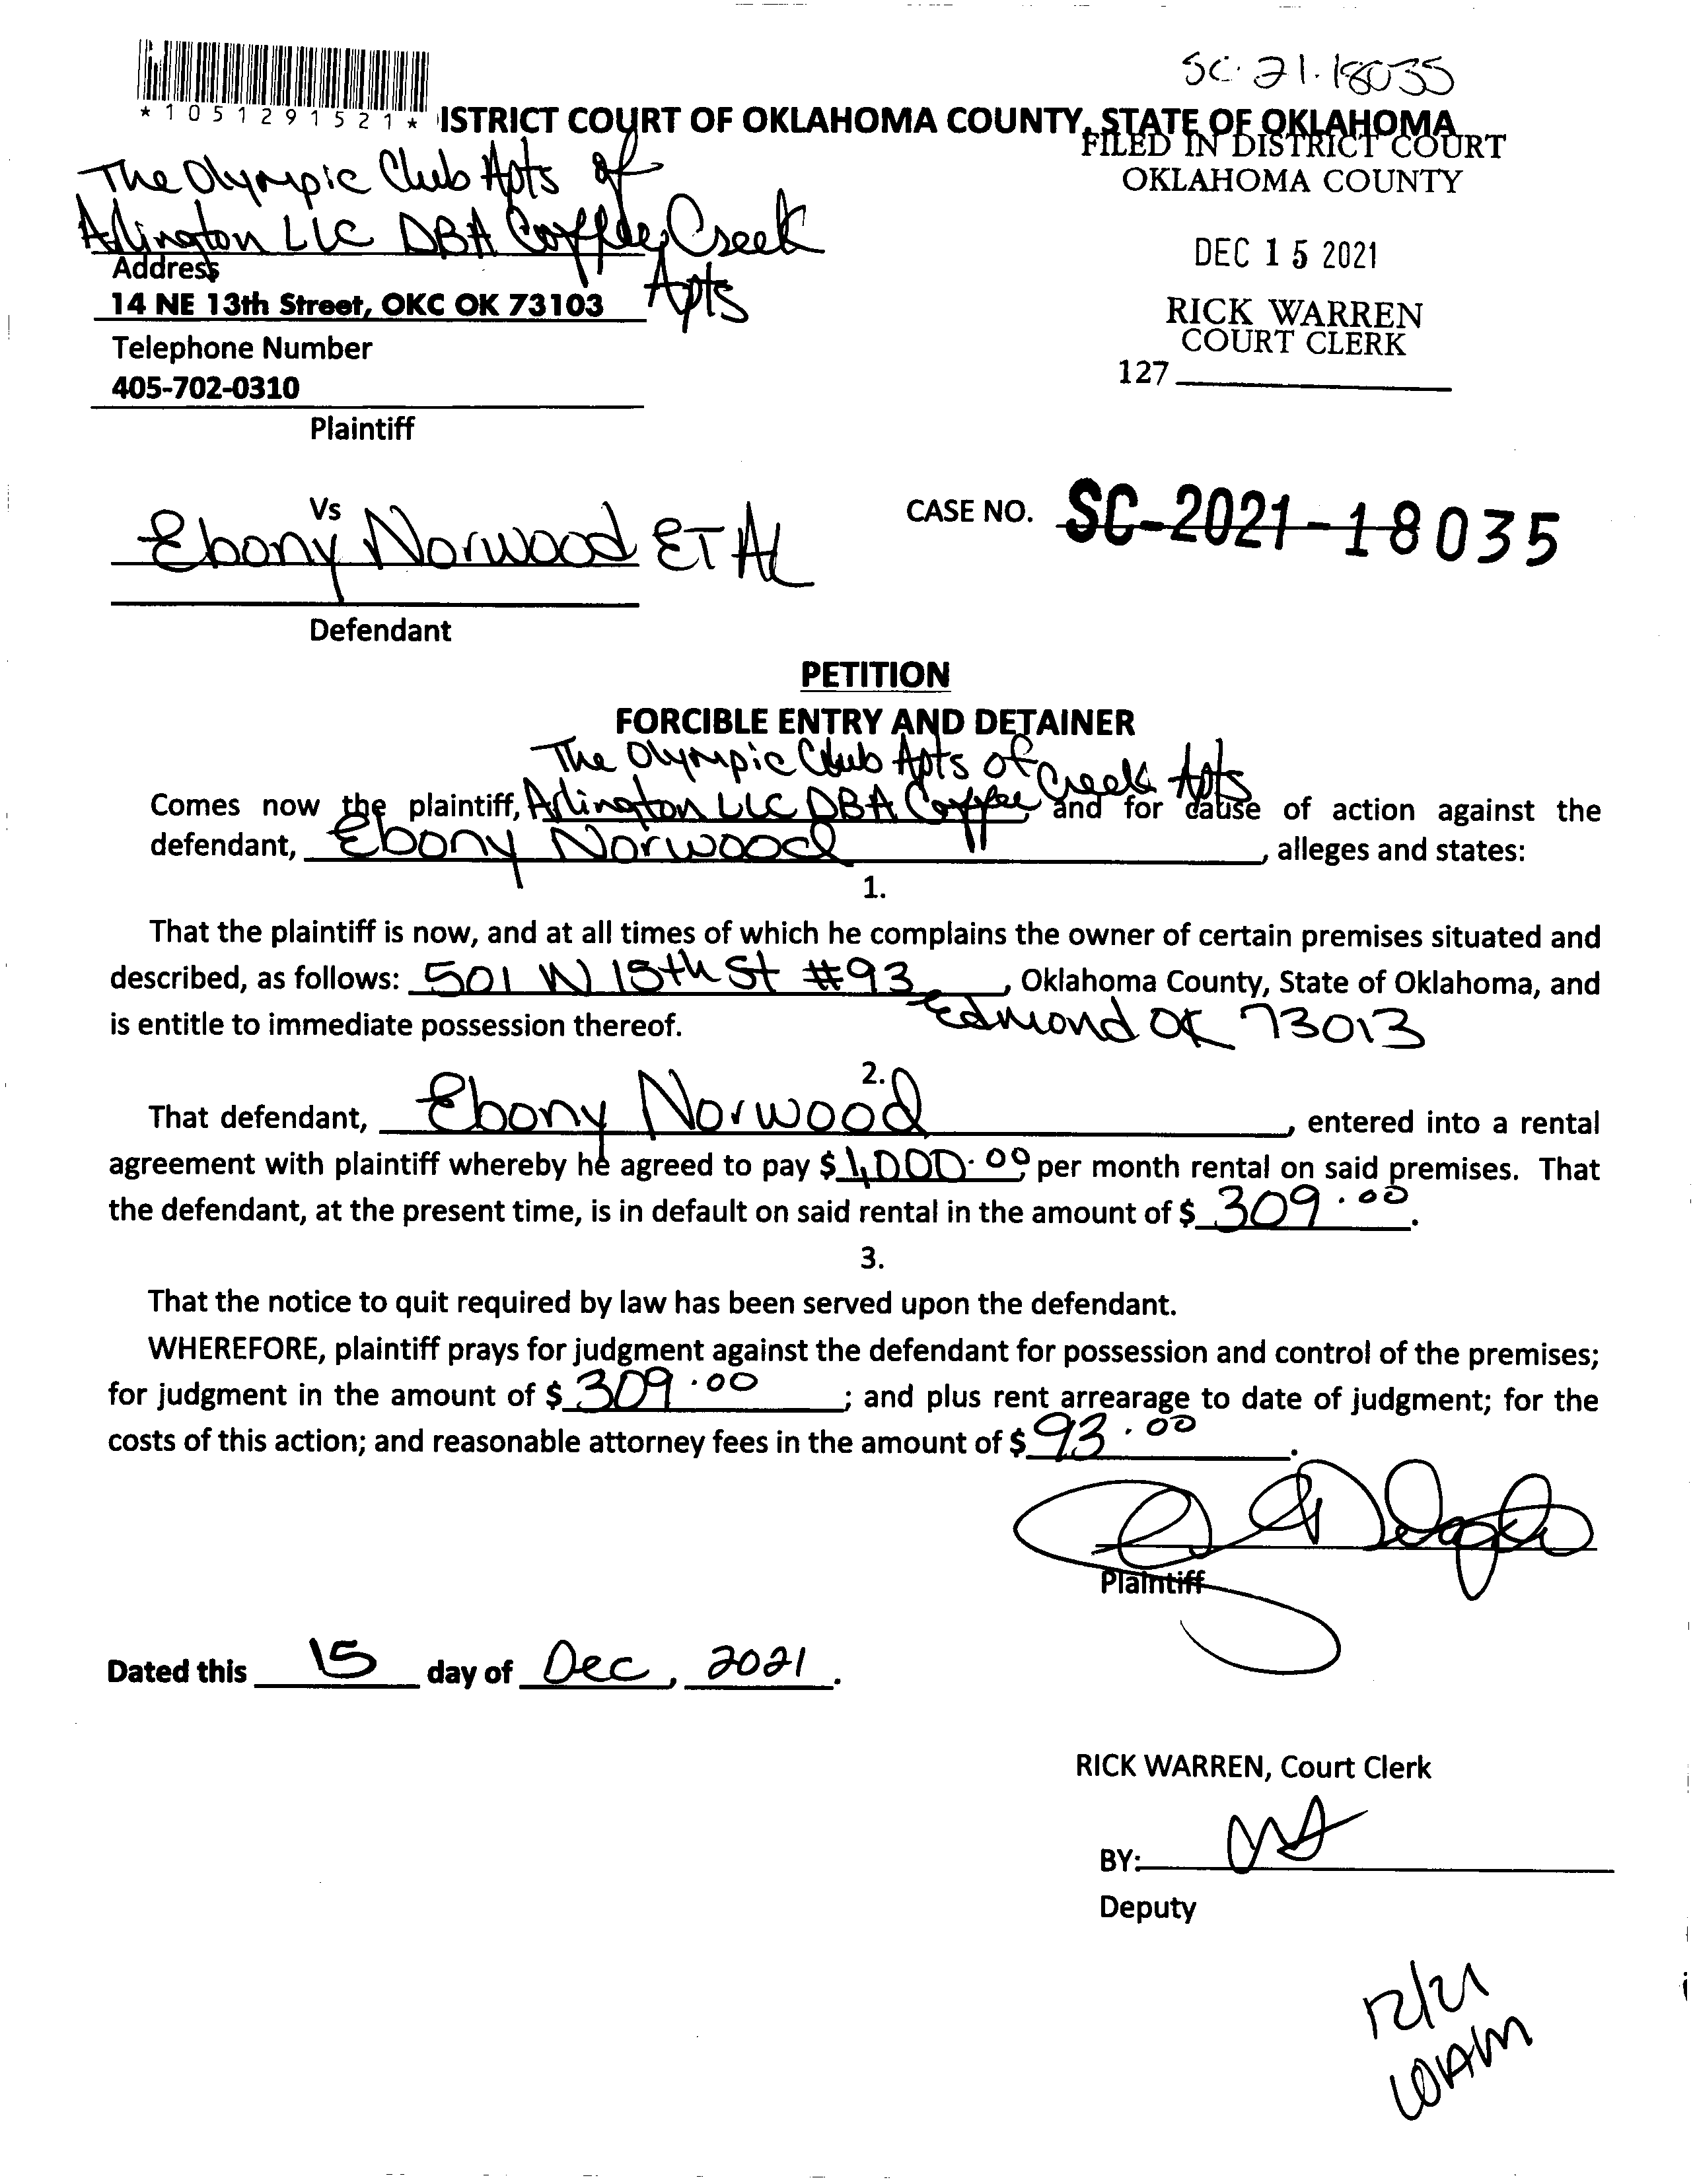 SC-21-18035
*1051291521* ISTRICT COURT OF OKLAHOMA COUNTY, STATE OF OKLAHOMA
FILED IN DISTRICT COURT
OKLAHOMA COUNTY
DEC 15 2021
RICK WARREN
COURT CLERK
127
The Olympic Club Apts of
Arlington LLC DBA Coffee Creek
Apts
Address
14 NE 13th Street, OKC OK 73103
Telephone Number
405-702-0310
Plaintiff
Vs
Ebony Norwood ET AL
Defendant
CASE NO. SC-2021-18035
PETITION
FORCIBLE ENTRY AND DETAINER
The Olympic Club Apts of
Comes now the plaintiff, Arlington LLC DBA Coffee Creek Apts and for cause of action against the
defendant, Ebony Norwood, alleges and states:
1.
That the plaintiff is now, and at all times of which he complains the owner of certain premises situated and
described, as follows: 501 W 15th St #93, Oklahoma County, State of Oklahoma, and
is entitle to immediate possession thereof. Edmond OK 73013
2.
That defendant, Ebony Norwood, entered into a rental
agreement with plaintiff whereby he agreed to pay $1,000.00 per month rental on said premises. That
the defendant, at the present time, is in default on said rental in the amount of $ 309.00.
3.
That the notice to quit required by law has been served upon the defendant.
WHEREFORE, plaintiff prays for judgment against the defendant for possession and control of the premises;
for judgment in the amount of $ 309.00; and plus rent arrearage to date of judgment; for the
costs of this action; and reasonable attorney fees in the amount of $ 93.00.
Plaintiff
Dated this 15 day of Dec, 2021.
RICK WARREN, Court Clerk
BY:
Deputy
12/21